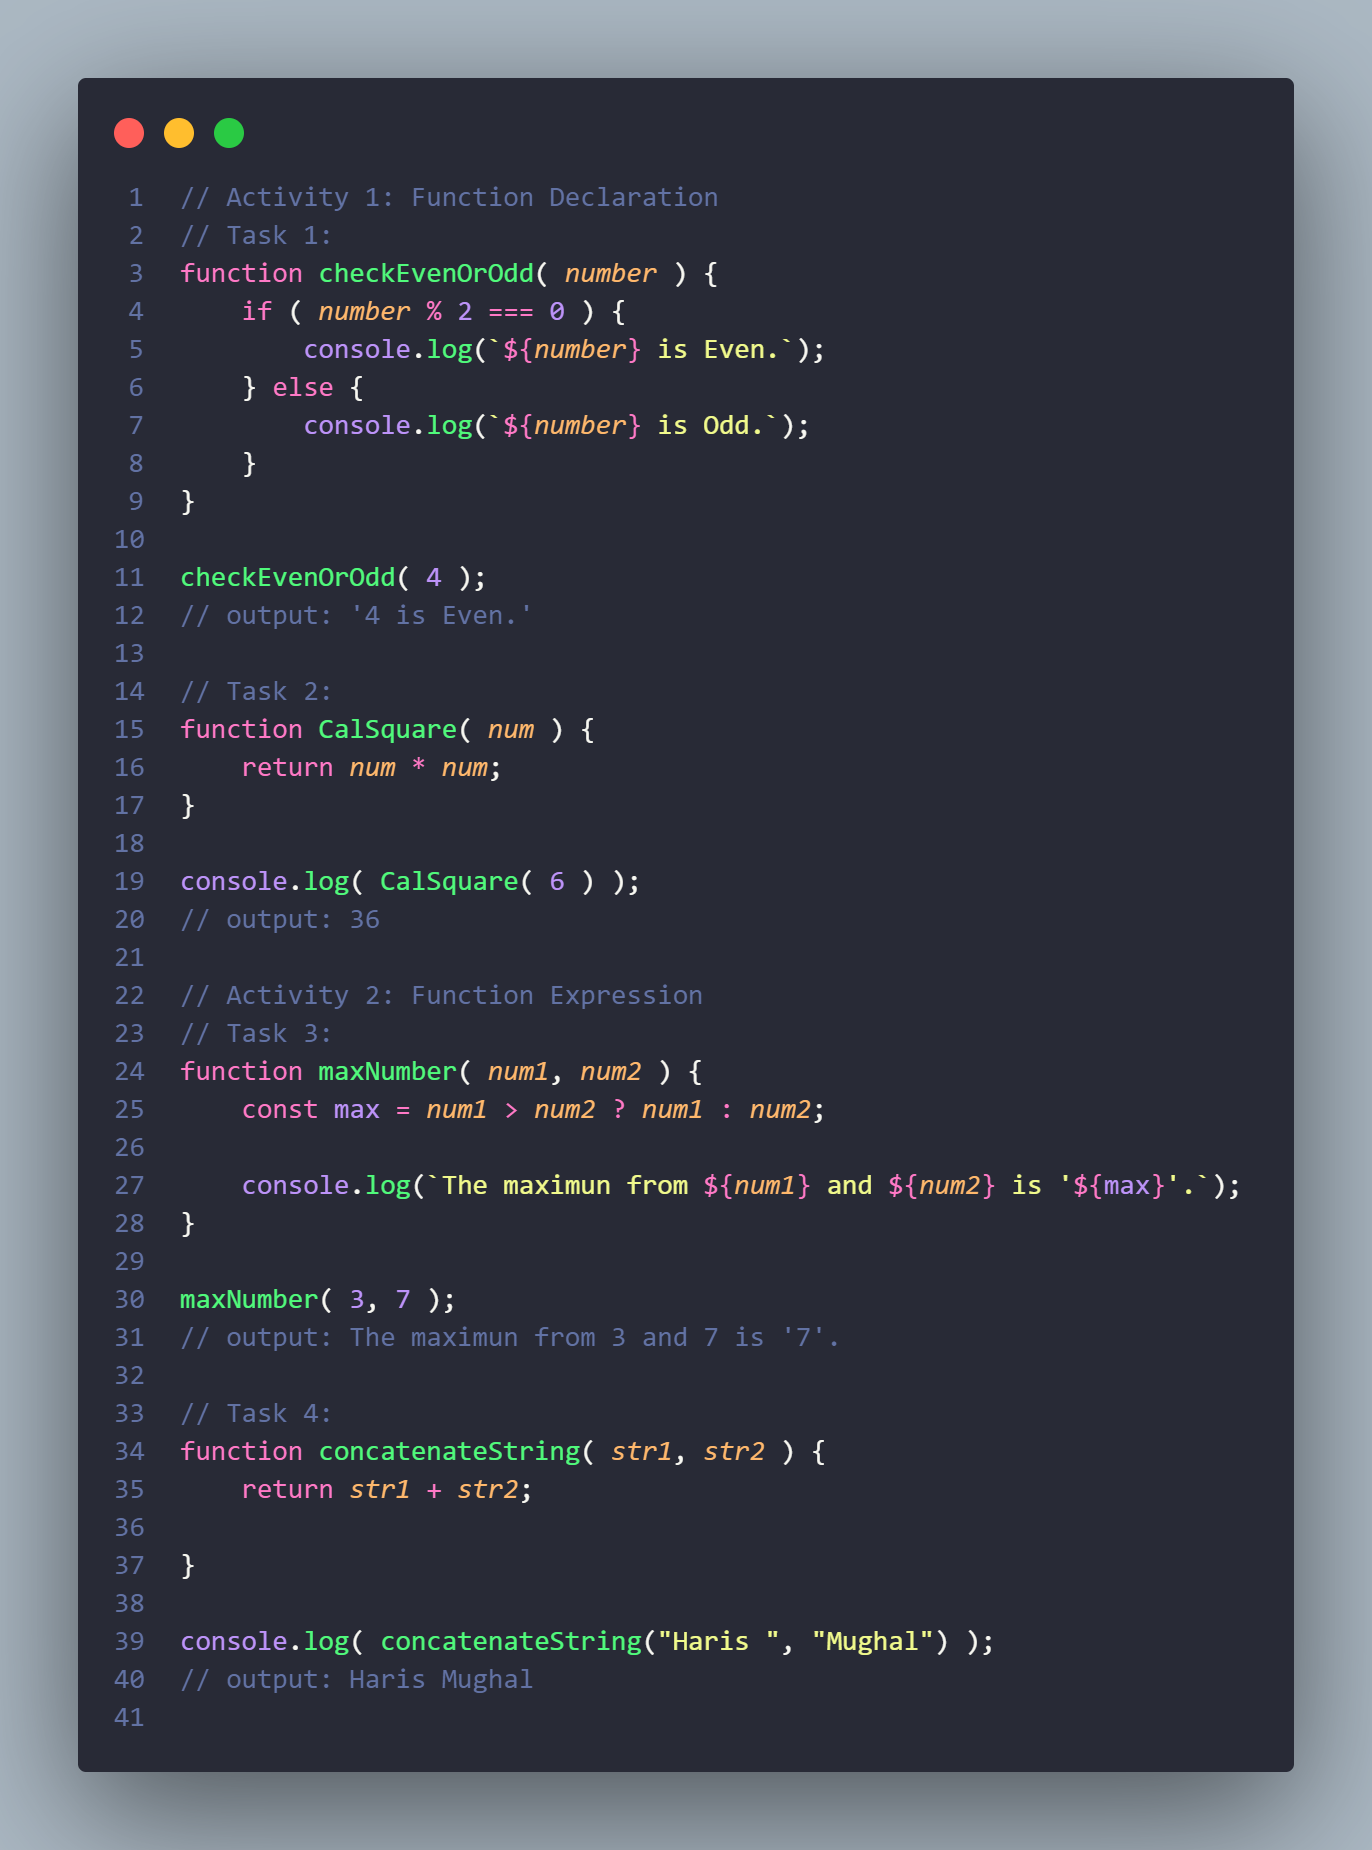 1 // Activity 1: Function Declaration
2 // Task 1:
3 function checkEvenOrOdd( number ) {
4     if ( number % 2 === 0 ) {
5         console.log(`${number} is Even.`);
6     } else {
7         console.log(`${number} is Odd.`);
8     }
9 }
10
11 checkEvenOrOdd( 4 );
12 // output: '4 is Even.'
13
14 // Task 2:
15 function CalSquare( num ) {
16     return num * num;
17 }
18
19 console.log( CalSquare( 6 ) );
20 // output: 36
21
22 // Activity 2: Function Expression
23 // Task 3:
24 function maxNumber( num1, num2 ) {
25     const max = num1 > num2 ? num1 : num2;
26
27     console.log(`The maximun from ${num1} and ${num2} is '${max}'.`);
28 }
29
30 maxNumber( 3, 7 );
31 // output: The maximun from 3 and 7 is '7'.
32
33 // Task 4:
34 function concatenateString( str1, str2 ) {
35     return str1 + str2;
36
37 }
38
39 console.log( concatenateString("Haris ", "Mughal") );
40 // output: Haris Mughal
41